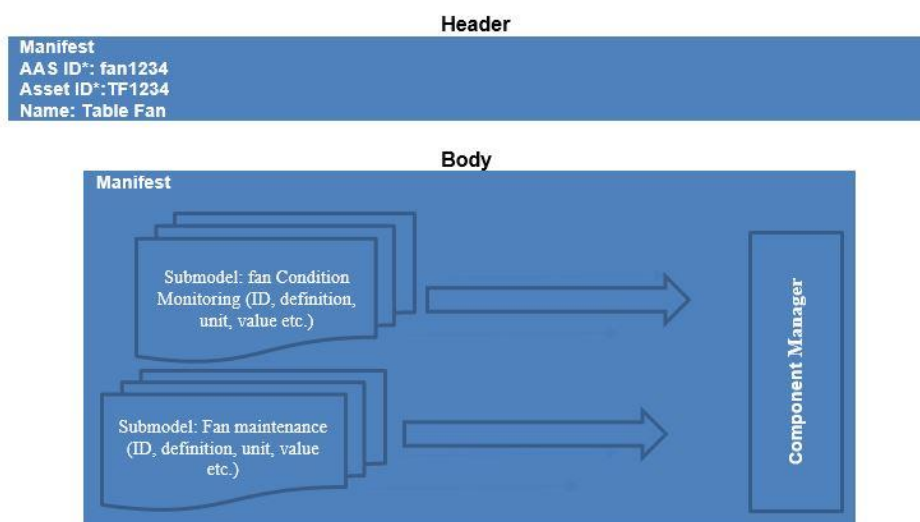 Header
Manifest
AAS ID*: fan1234
Asset ID*:TF1234
Name: Table Fan
Body
Manifest
Submodel: fan Condition
Monitoring (ID, definition,
unit, value etc.)
Submodel: Fan maintenance
(ID, definition, unit, value
etc.)
Component Manager